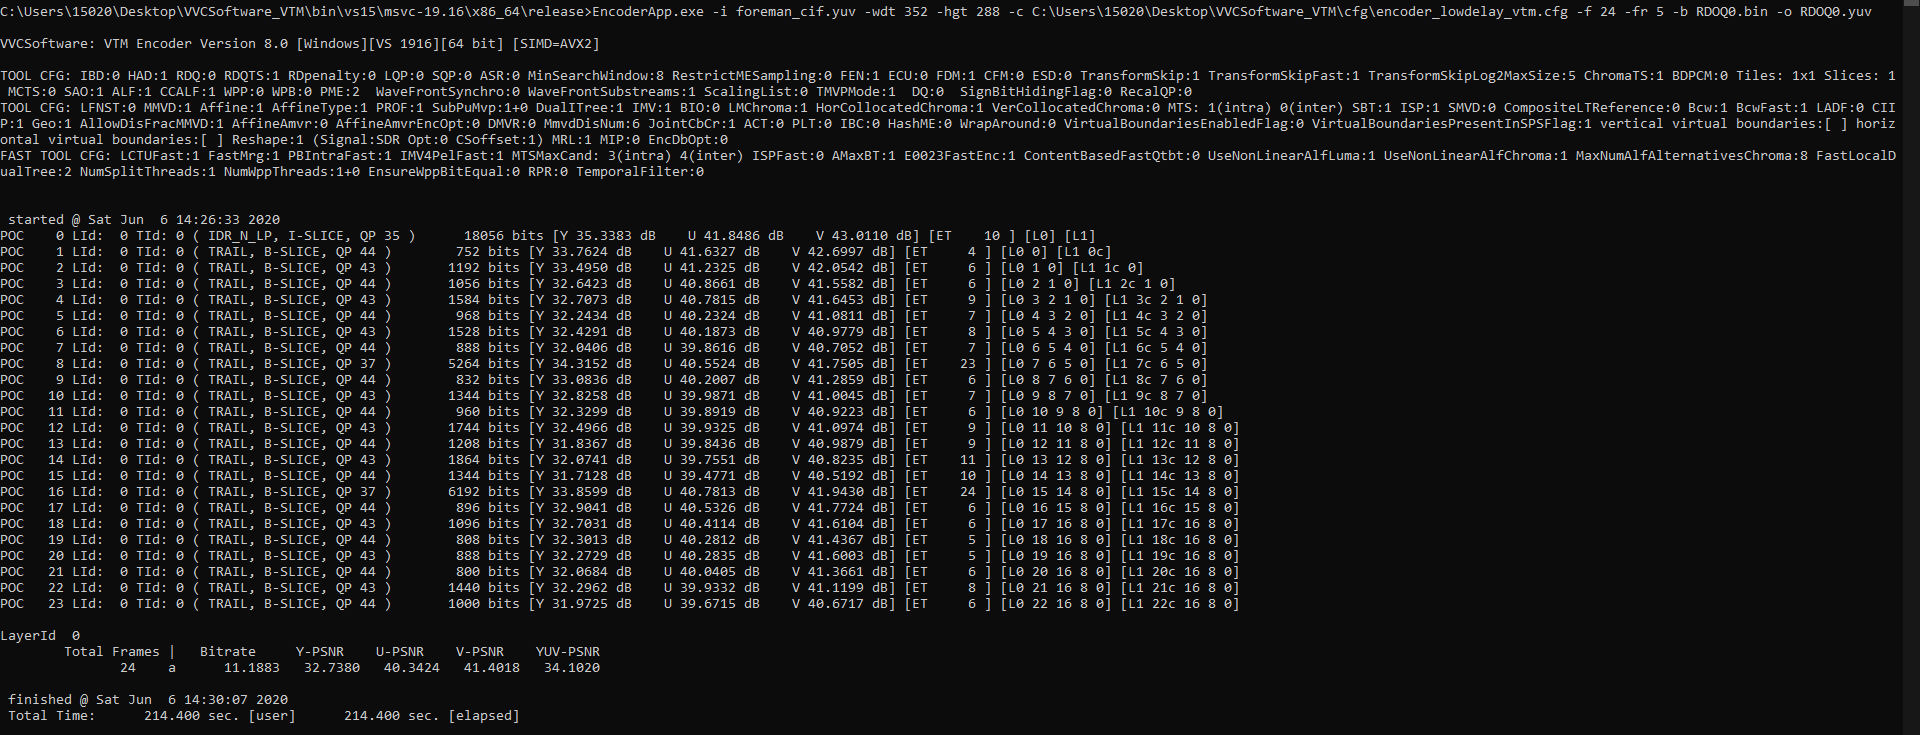 C:\Users\15020\Desktop\VVCSoftware_VTM\bin\vs15\msvc-19.16\x86_64\release>EncoderApp.exe -i foreman_cif.yuv -wdt 352 -hgt 288 -c C:\Users\15020\Desktop\VVCSoftware_VTM\cfg\encoder_lowdelay_vtm.cfg -f 24 -fr 5 -b RDOQ0.bin -o RDOQ0.yuv
VVCSoftware: VTM Encoder Version 8.0 [Windows][VS 1916][64 bit] [SIMD=AVX2]
TOOL CFG: IBD:0 HAD:1 RDQ:0 RDQTS:1 RDpenalty:0 LQP:0 SQP:0 ASR:0 MinSearchWindow:8 RestrictMESampling:0 FEN:1 ECU:0 FDM:1 CFM:0 ESD:0 TransformSkip:1 TransformSkipFast:1 TransformSkipLog2MaxSize:5 ChromaTS:1 BDPCM:0 Tiles: 1x1 Slices: 1
 MCTS:0 SAO:1 ALF:1 CCALF:1 WPP:0 WPB:0 PME:2  WaveFrontSynchro:0 WaveFrontSubstreams:1 ScalingList:0 TMVPMode:1  DQ:0  SignBitHidingFlag:0 RecalQP:0
TOOL CFG: LFNST:0 MMVD:1 Affine:1 AffineType:1 PROF:1 SubPuMvp:1+0 DualITree:1 IMV:1 BIO:0 LMChroma:1 HorCollocatedChroma:1 VerCollocatedChroma:0 MTS: 1(intra) 0(inter) SBT:1 ISP:1 SMVD:0 CompositeLTReference:0 Bcw:1 BcwFast:1 LADF:0 CII
P:1 Geo:1 AllowDisFracMMVD:1 AffineAmvr:0 AffineAmvrEncOpt:0 DMVR:0 MmvdDisNum:6 JointCbCr:1 ACT:0 PLT:0 IBC:0 HashME:0 WrapAround:0 VirtualBoundariesEnabledFlag:0 VirtualBoundariesPresentInSPSFlag:1 vertical virtual boundaries:[ ] horiz
ontal virtual boundaries:[ ] Reshape:1 (Signal:SDR Opt:0 CSoffset:1) MRL:1 MIP:0 EncDbOpt:0
FAST TOOL CFG: LCTUFast:1 FastMrg:1 PBIntraFast:1 IMV4PelFast:1 MTSMaxCand: 3(intra) 4(inter) ISPFast:0 AMaxBT:1 E0023FastEnc:1 ContentBasedFastQtbt:0 UseNonLinearAlfLuma:1 UseNonLinearAlfChroma:1 MaxNumAlfAlternativesChroma:8 FastLocalD
ualTree:2 NumSplitThreads:1 NumWppThreads:1+0 EnsureWppBitEqual:0 RPR:0 TemporalFilter:0
 started @ Sat Jun  6 14:26:33 2020
POC    0 LId:  0 TId: 0 ( IDR_N_LP, I-SLICE, QP 35 )      18056 bits [Y 35.3383 dB    U 41.8486 dB    V 43.0110 dB] [ET    10 ] [L0] [L1]
POC    1 LId:  0 TId: 0 ( TRAIL, B-SLICE, QP 44 )        752 bits [Y 33.7624 dB    U 41.6327 dB    V 42.6997 dB] [ET     4 ] [L0 0] [L1 0c]
POC    2 LId:  0 TId: 0 ( TRAIL, B-SLICE, QP 43 )       1192 bits [Y 33.4950 dB    U 41.2325 dB    V 42.0542 dB] [ET     6 ] [L0 1 0] [L1 1c 0]
POC    3 LId:  0 TId: 0 ( TRAIL, B-SLICE, QP 44 )       1056 bits [Y 32.6423 dB    U 40.8661 dB    V 41.5582 dB] [ET     6 ] [L0 2 1 0] [L1 2c 1 0]
POC    4 LId:  0 TId: 0 ( TRAIL, B-SLICE, QP 43 )       1584 bits [Y 32.7073 dB    U 40.7815 dB    V 41.6453 dB] [ET     9 ] [L0 3 2 1 0] [L1 3c 2 1 0]
POC    5 LId:  0 TId: 0 ( TRAIL, B-SLICE, QP 44 )        968 bits [Y 32.2434 dB    U 40.2324 dB    V 41.0811 dB] [ET     7 ] [L0 4 3 2 0] [L1 4c 3 2 0]
POC    6 LId:  0 TId: 0 ( TRAIL, B-SLICE, QP 43 )       1528 bits [Y 32.4291 dB    U 40.1873 dB    V 40.9779 dB] [ET     8 ] [L0 5 4 3 0] [L1 5c 4 3 0]
POC    7 LId:  0 TId: 0 ( TRAIL, B-SLICE, QP 44 )        888 bits [Y 32.0406 dB    U 39.8616 dB    V 40.7052 dB] [ET     7 ] [L0 6 5 4 0] [L1 6c 5 4 0]
POC    8 LId:  0 TId: 0 ( TRAIL, B-SLICE, QP 37 )       5264 bits [Y 34.3152 dB    U 40.5524 dB    V 41.7505 dB] [ET    23 ] [L0 7 6 5 0] [L1 7c 6 5 0]
POC    9 LId:  0 TId: 0 ( TRAIL, B-SLICE, QP 44 )        832 bits [Y 33.0836 dB    U 40.2007 dB    V 41.2859 dB] [ET     6 ] [L0 8 7 6 0] [L1 8c 7 6 0]
POC   10 LId:  0 TId: 0 ( TRAIL, B-SLICE, QP 43 )       1344 bits [Y 32.8258 dB    U 39.9871 dB    V 41.0045 dB] [ET     7 ] [L0 9 8 7 0] [L1 9c 8 7 0]
POC   11 LId:  0 TId: 0 ( TRAIL, B-SLICE, QP 44 )        960 bits [Y 32.3299 dB    U 39.8919 dB    V 40.9223 dB] [ET     6 ] [L0 10 9 8 0] [L1 10c 9 8 0]
POC   12 LId:  0 TId: 0 ( TRAIL, B-SLICE, QP 43 )       1744 bits [Y 32.4966 dB    U 39.9325 dB    V 41.0974 dB] [ET     9 ] [L0 11 10 8 0] [L1 11c 10 8 0]
POC   13 LId:  0 TId: 0 ( TRAIL, B-SLICE, QP 44 )       1208 bits [Y 31.8367 dB    U 39.8436 dB    V 40.9879 dB] [ET     9 ] [L0 12 11 8 0] [L1 12c 11 8 0]
POC   14 LId:  0 TId: 0 ( TRAIL, B-SLICE, QP 43 )       1864 bits [Y 32.0741 dB    U 39.7551 dB    V 40.8235 dB] [ET    11 ] [L0 13 12 8 0] [L1 13c 12 8 0]
POC   15 LId:  0 TId: 0 ( TRAIL, B-SLICE, QP 44 )       1344 bits [Y 31.7128 dB    U 39.4771 dB    V 40.5192 dB] [ET    10 ] [L0 14 13 8 0] [L1 14c 13 8 0]
POC   16 LId:  0 TId: 0 ( TRAIL, B-SLICE, QP 37 )       6192 bits [Y 33.8599 dB    U 40.7813 dB    V 41.9430 dB] [ET    24 ] [L0 15 14 8 0] [L1 15c 14 8 0]
POC   17 LId:  0 TId: 0 ( TRAIL, B-SLICE, QP 44 )        896 bits [Y 32.9041 dB    U 40.5326 dB    V 41.7724 dB] [ET     6 ] [L0 16 15 8 0] [L1 16c 15 8 0]
POC   18 LId:  0 TId: 0 ( TRAIL, B-SLICE, QP 43 )       1096 bits [Y 32.7031 dB    U 40.4114 dB    V 41.6104 dB] [ET     6 ] [L0 17 16 8 0] [L1 17c 16 8 0]
POC   19 LId:  0 TId: 0 ( TRAIL, B-SLICE, QP 44 )        808 bits [Y 32.3013 dB    U 40.2812 dB    V 41.4367 dB] [ET     5 ] [L0 18 16 8 0] [L1 18c 16 8 0]
POC   20 LId:  0 TId: 0 ( TRAIL, B-SLICE, QP 43 )        888 bits [Y 32.2729 dB    U 40.2835 dB    V 41.6003 dB] [ET     5 ] [L0 19 16 8 0] [L1 19c 16 8 0]
POC   21 LId:  0 TId: 0 ( TRAIL, B-SLICE, QP 44 )        800 bits [Y 32.0684 dB    U 40.0405 dB    V 41.3661 dB] [ET     6 ] [L0 20 16 8 0] [L1 20c 16 8 0]
POC   22 LId:  0 TId: 0 ( TRAIL, B-SLICE, QP 43 )       1440 bits [Y 32.2962 dB    U 39.9332 dB    V 41.1199 dB] [ET     8 ] [L0 21 16 8 0] [L1 21c 16 8 0]
POC   23 LId:  0 TId: 0 ( TRAIL, B-SLICE, QP 44 )       1000 bits [Y 31.9725 dB    U 39.6715 dB    V 40.6717 dB] [ET     6 ] [L0 22 16 8 0] [L1 22c 16 8 0]
LayerId  0
        Total Frames |   Bitrate     Y-PSNR    U-PSNR    V-PSNR    YUV-PSNR
               24    a      11.1883   32.7380   40.3424   41.4018   34.1020
 finished @ Sat Jun  6 14:30:07 2020
 Total Time:      214.400 sec. [user]      214.400 sec. [elapsed]